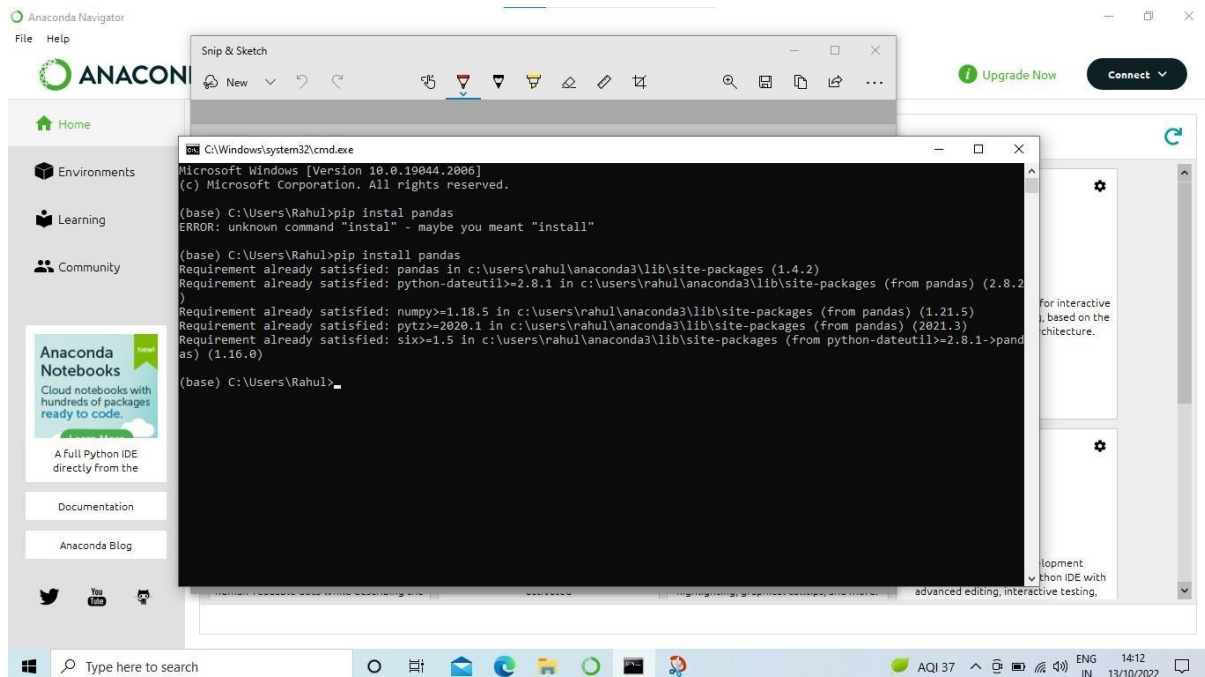 Anaconda Navigator
File Help
ANACON
Upgrade Now
Connect
Snip & Sketch
New
Home
Environments
Learning
Community
C:\Windows\system32\cmd.exe
Microsoft Windows [Version 10.0.19044.2006]
(c) Microsoft Corporation. All rights reserved.
(base) C:\Users\Rahul>pip instal pandas
ERROR: unknown command "instal" - maybe you meant "install"
(base) C:\Users\Rahul>pip install pandas
Requirement already satisfied: pandas in c:\users\rahul\anaconda3\lib\site-packages (1.4.2)
Requirement already satisfied: python-dateutil>=2.8.1 in c:\users\rahul\anaconda3\lib\site-packages (from pandas) (2.8.2
)
Requirement already satisfied: numpy>=1.18.5 in c:\users\rahul\anaconda3\lib\site-packages (from pandas) (1.21.5)
Requirement already satisfied: pytz>=2020.1 in c:\users\rahul\anaconda3\lib\site-packages (from pandas) (2021.3)
Requirement already satisfied: six>=1.5 in c:\users\rahul\anaconda3\lib\site-packages (from python-dateutil>=2.8.1->pand
as) (1.16.0)
(base) C:\Users\Rahul>
for interactive
, based on the
rchitecture.
Anaconda
Notebooks
New!
Cloud notebooks with
hundreds of packages
ready to code.
A full Python IDE
directly from the
Documentation
Anaconda Blog
You
Tube
lopment
thon IDE with
advanced editing, interactive testing,
Type here to search
AQI 37
ENG
IN
14:12
13/10/2022